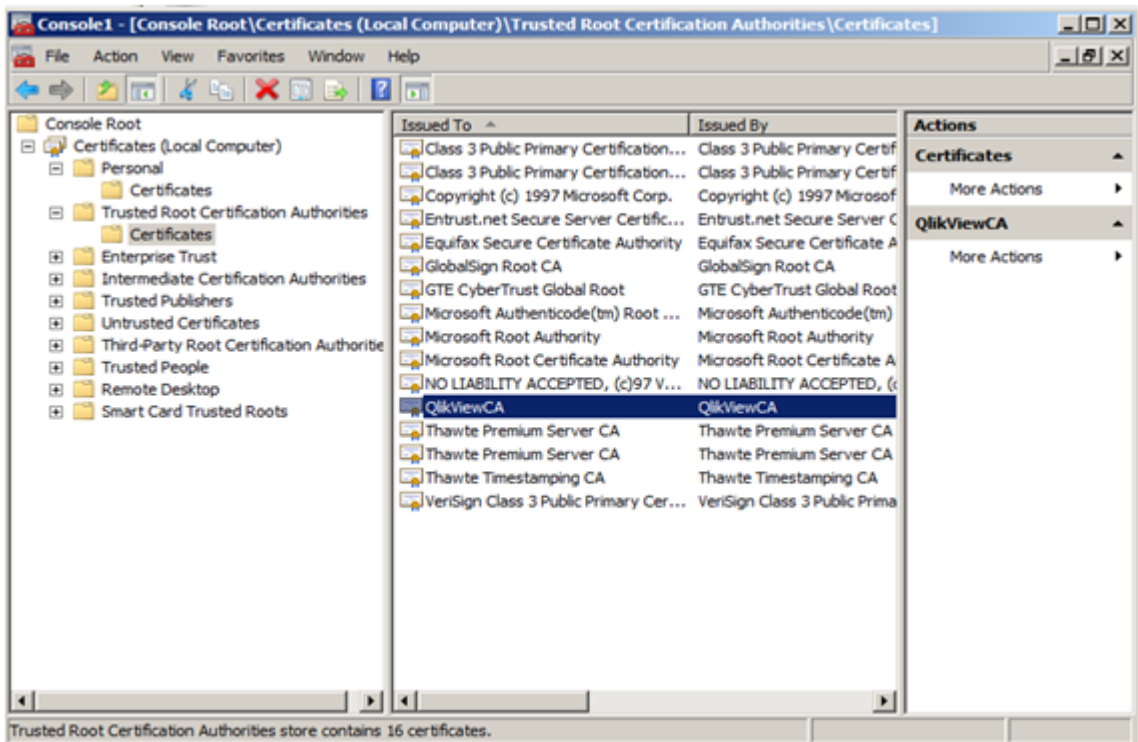 Console1 - [Console Root\Certificates (Local Computer)\Trusted Root Certification Authorities\Certificates]
File Action View Favorites Window Help
Console Root
Certificates (Local Computer)
Personal
Certificates
Trusted Root Certification Authorities
Certificates
Enterprise Trust
Intermediate Certification Authorities
Trusted Publishers
Untrusted Certificates
Third-Party Root Certification Authoritie
Trusted People
Remote Desktop
Smart Card Trusted Roots
Issued To Issued By
Class 3 Public Primary Certification... Class 3 Public Primary Certif
Class 3 Public Primary Certification... Class 3 Public Primary Certif
Copyright (c) 1997 Microsoft Corp. Copyright (c) 1997 Microsof
Entrust.net Secure Server Certific... Entrust.net Secure Server C
Equifax Secure Certificate Authority Equifax Secure Certificate A
GlobalSign Root CA GlobalSign Root CA
GTE CyberTrust Global Root GTE CyberTrust Global Root
Microsoft Authenticode(tm) Root ... Microsoft Authenticode(tm)
Microsoft Root Authority Microsoft Root Authority
Microsoft Root Certificate Authority Microsoft Root Certificate A
NO LIABILITY ACCEPTED, (c)97 V... NO LIABILITY ACCEPTED, (c
QlikViewCA QlikViewCA
Thawte Premium Server CA Thawte Premium Server CA
Thawte Premium Server CA Thawte Premium Server CA
Thawte Timestamping CA Thawte Timestamping CA
VeriSign Class 3 Public Primary Cer... VeriSign Class 3 Public Prima
Actions
Certificates
More Actions
QlikViewCA
More Actions
Trusted Root Certification Authorities store contains 16 certificates.